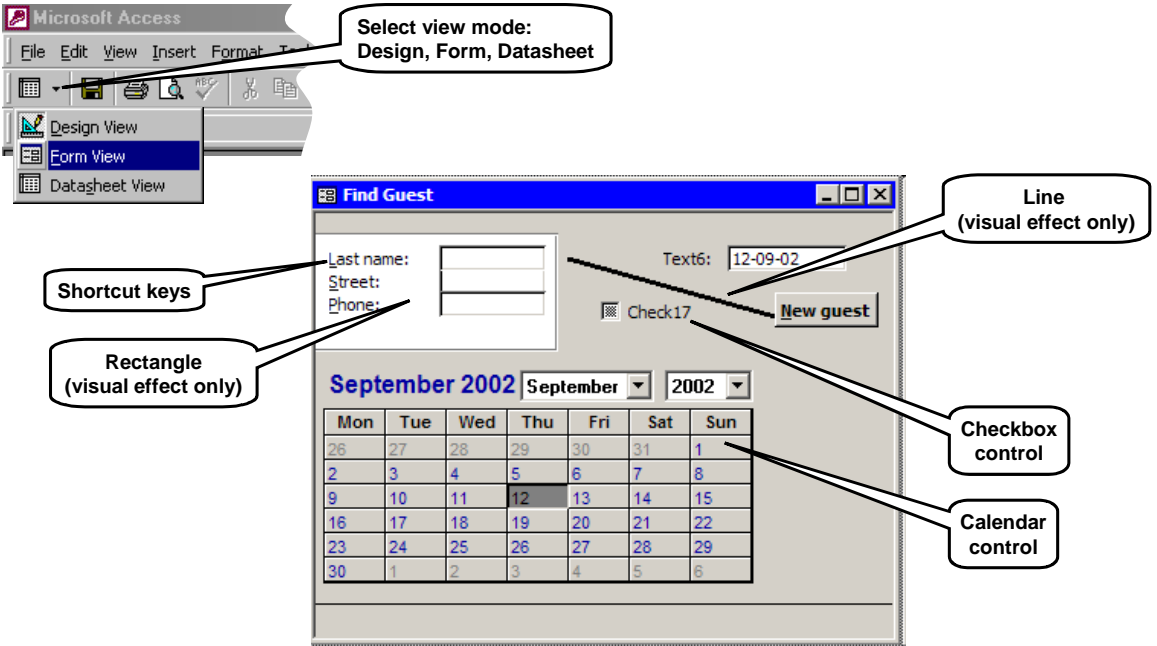 Microsoft Access
Select view mode:
Design, Form, Datasheet
File Edit View Insert Format
ABC
Design View
Form View
Datasheet View
Find Guest
Line
(visual effect only)
Last name:
Text6: 12-09-02
Street:
Shortcut keys
Phone:
Check17
New guest
Rectangle
(visual effect only)
September 2002 September 2002
Mon Tue Wed Thu Fri Sat Sun
26 27 28 29 30 31 1
2 3 4 5 6 7 8
9 10 11 12 13 14 15
16 17 18 19 20 21 22
23 24 25 26 27 28 29
30 1 2 3 4 5 6
Checkbox
control
Calendar
control